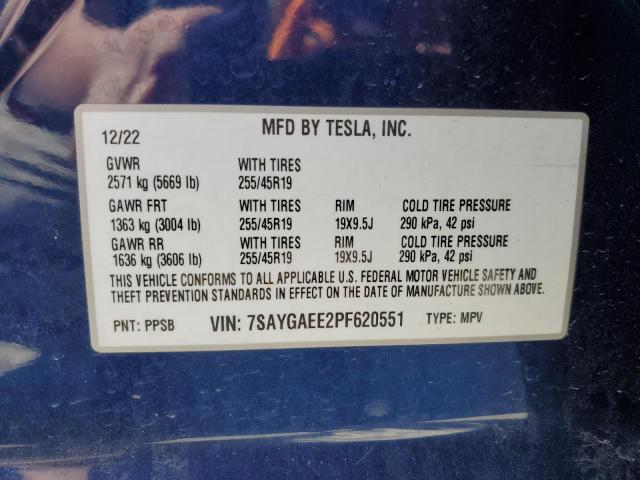 12/22 MFD BY TESLA, INC.
GVWR WITH TIRES
2571 kg (5669 lb) 255/45R19
GAWR FRT WITH TIRES RIM COLD TIRE PRESSURE
1363 kg (3004 lb) 255/45R19 19X9.5J 290 kPa, 42 psi
GAWR RR WITH TIRES RIM COLD TIRE PRESSURE
1636 kg (3606 lb) 255/45R19 19X9.5J 290 kPa, 42 psi
THIS VEHICLE CONFORMS TO ALL APPLICABLE U.S. FEDERAL MOTOR VEHICLE SAFETY AND
THEFT PREVENTION STANDARDS IN EFFECT ON THE DATE OF MANUFACTURE SHOWN ABOVE.
PNT: PPSB VIN: 7SAYGAEE2PF620551 TYPE: MPV